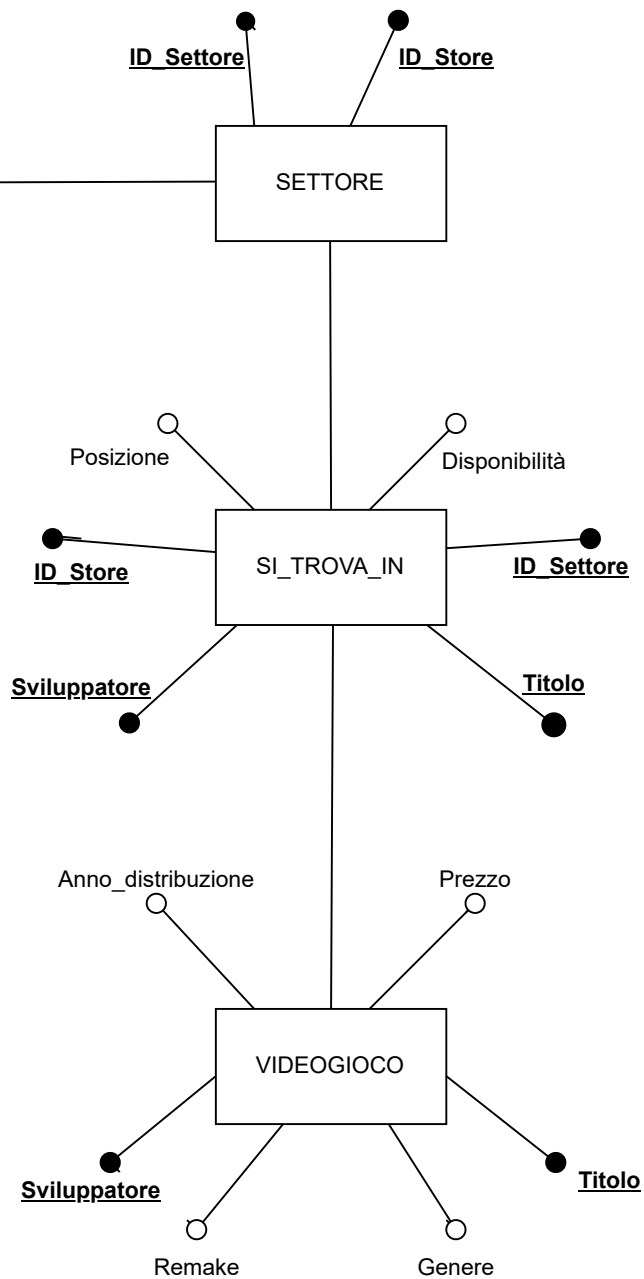 ID_Settore
ID_Store
SETTORE
Posizione
Disponibilità
SI_TROVA_IN
ID_Store
ID_Settore
Sviluppatore
Titolo
Anno_distribuzione
Prezzo
VIDEOGIOCO
Sviluppatore
Titolo
Remake
Genere